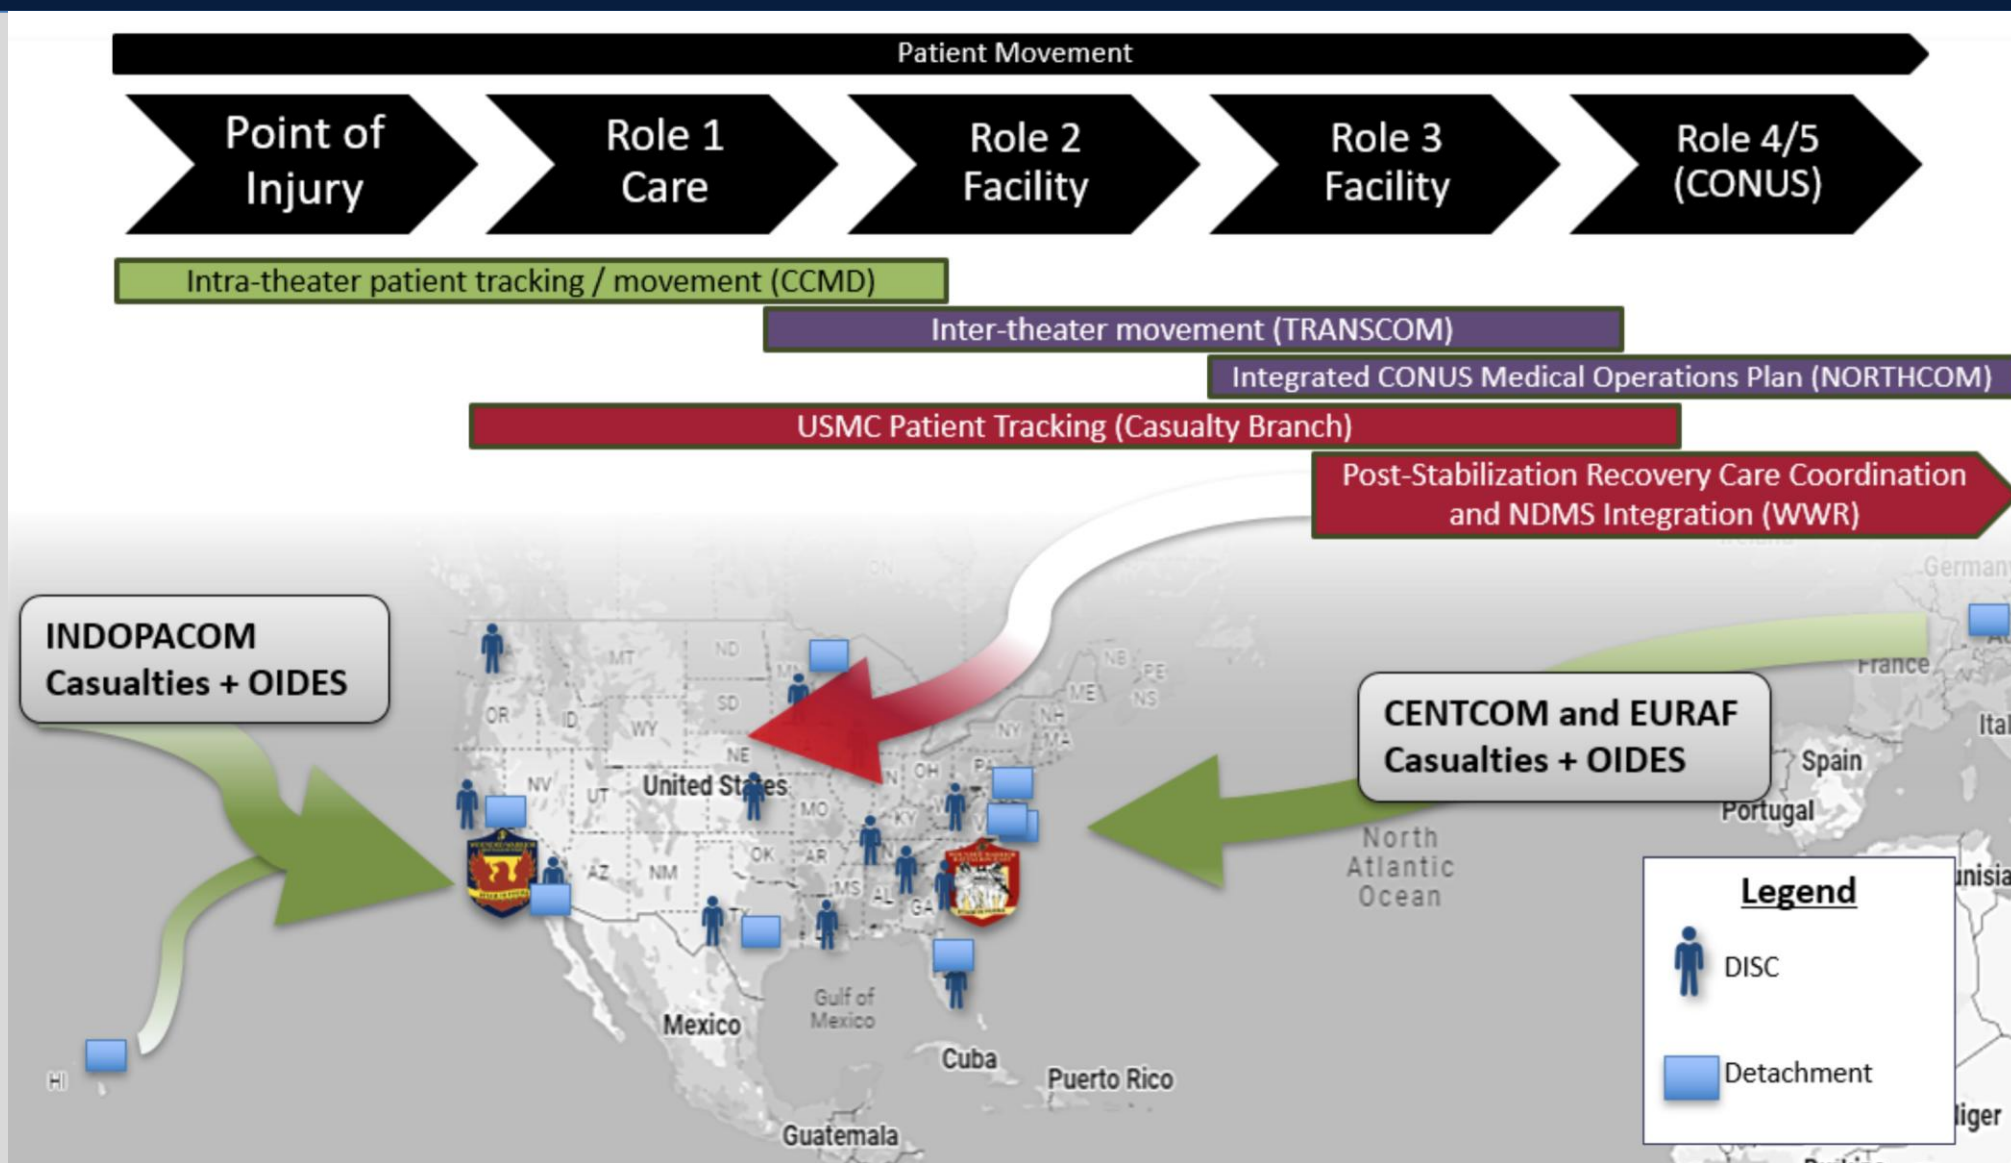 Patient Movement
Point of
Injury
Role 1
Care
Role 2
Facility
Role 3
Facility
Role 4/5
(CONUS)
Intra-theater patient tracking / movement (CCMD)
Inter-theater movement (TRANSCOM)
Integrated CONUS Medical Operations Plan (NORTHCOM)
USMC Patient Tracking (Casualty Branch)
Post-Stabilization Recovery Care Coordination
and NDMS Integration (WWR)
INDOPACOM
Casualties + OIDES
CENTCOM and EURAF
Casualties + OIDES
ON
MT
ND
OR
ID
WY
SD
NE
NV
UT
United States
MO
IN
OH
PA
NY
NH
MA
ME
NB
PE
NS
KY
AZ
NM
OK
AR
TX
MS
AL
GA
Gulf of
Mexico
Mexico
Cuba
Puerto Rico
Guatemala
HI
North
Atlantic
Ocean
France
Spain
Portugal
Legend
DISC
Detachment